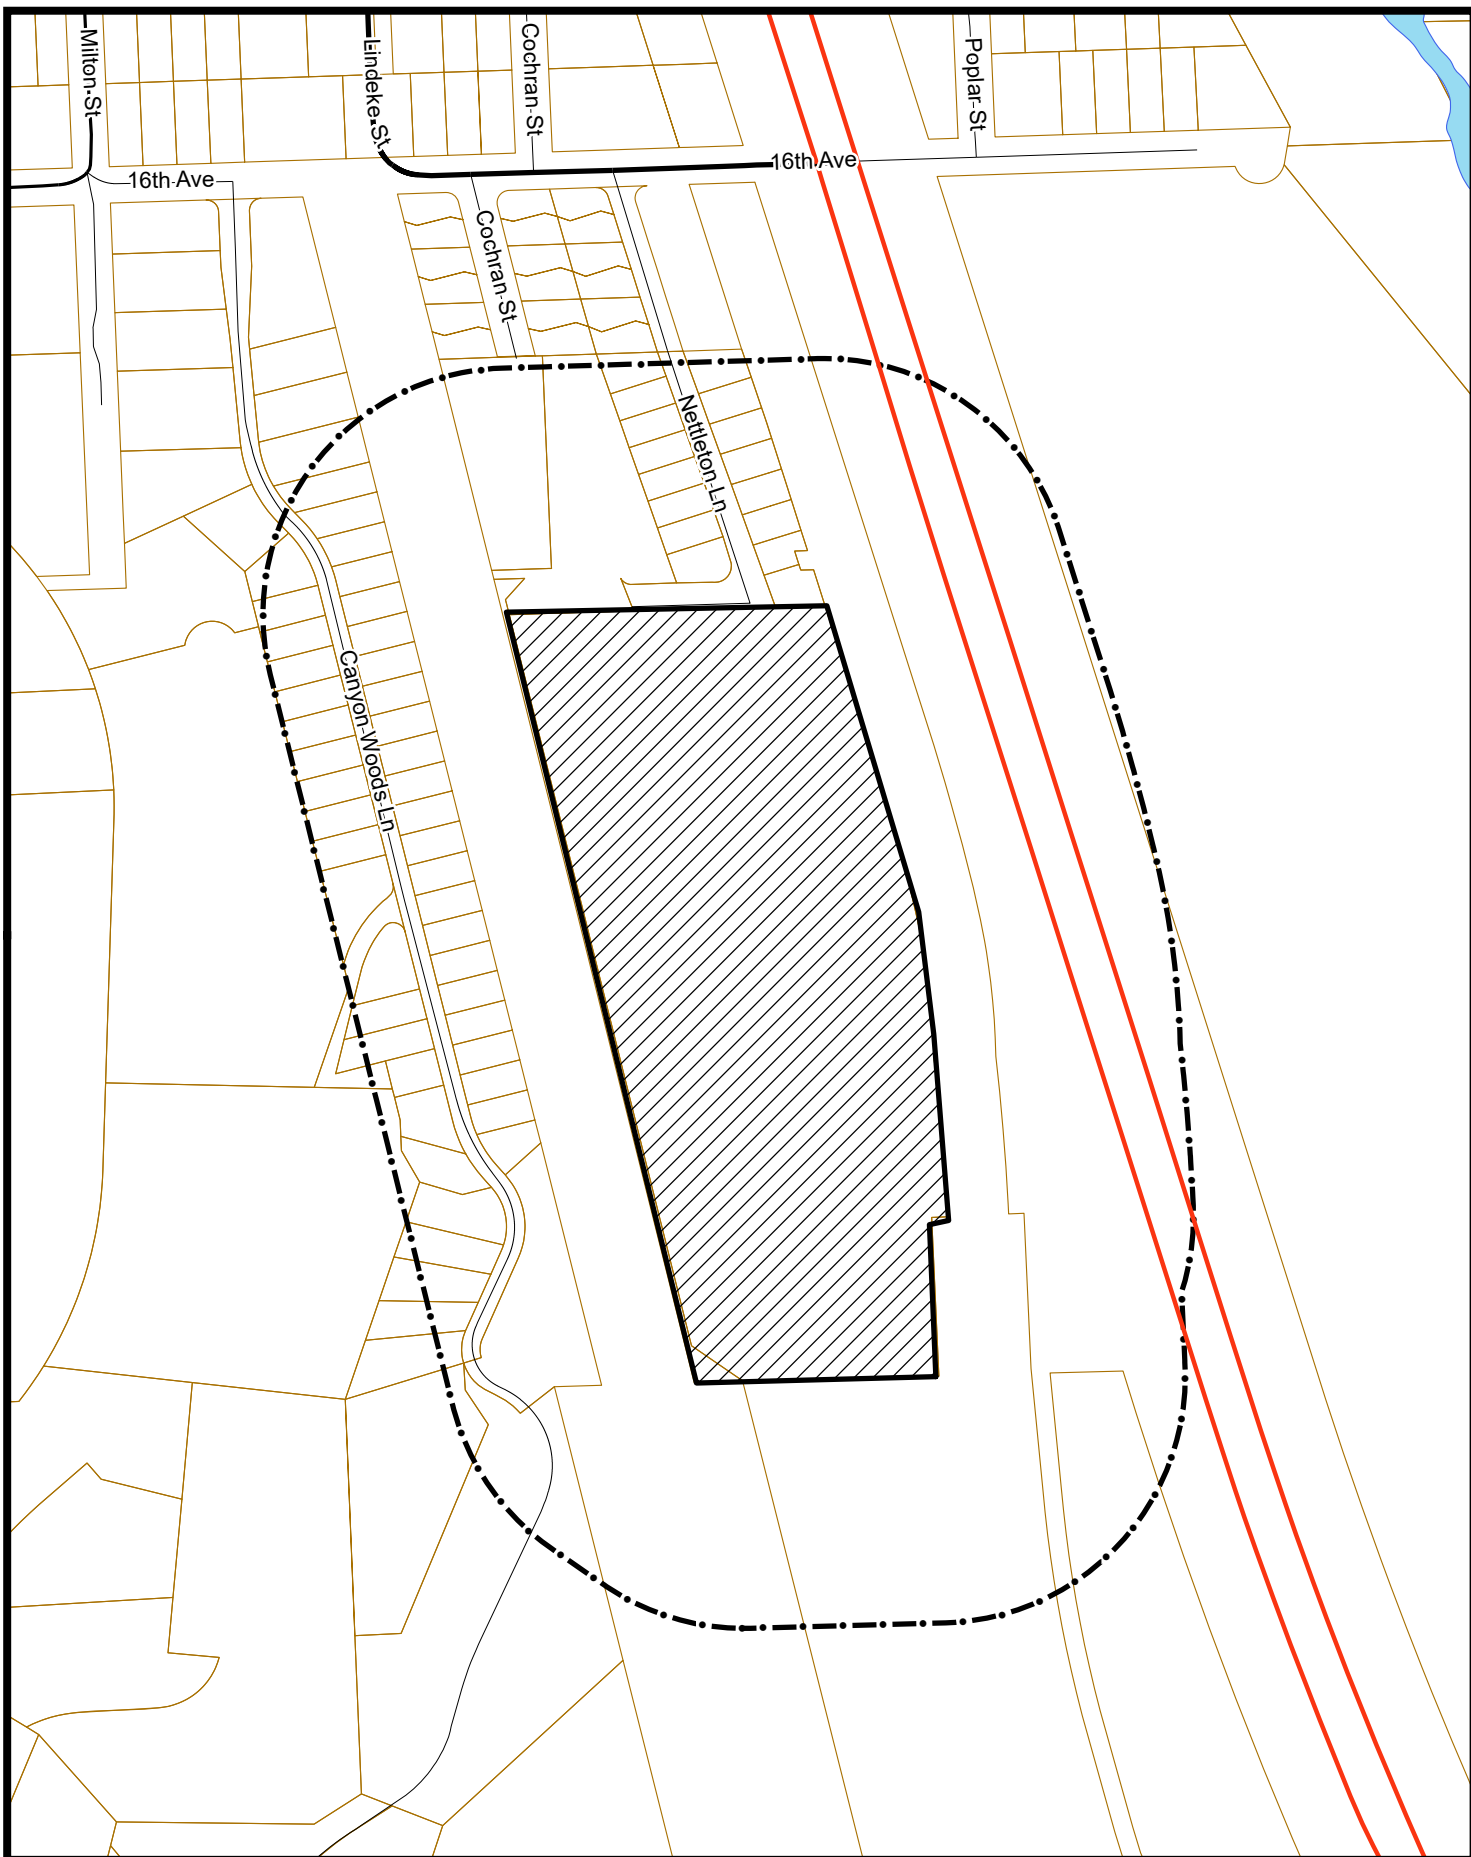 Milton St
Lindeke St
Cochran St
Poplar St
16th Ave
16th Ave
Cochran St
Nettleton Ln
Canyon Woods Ln